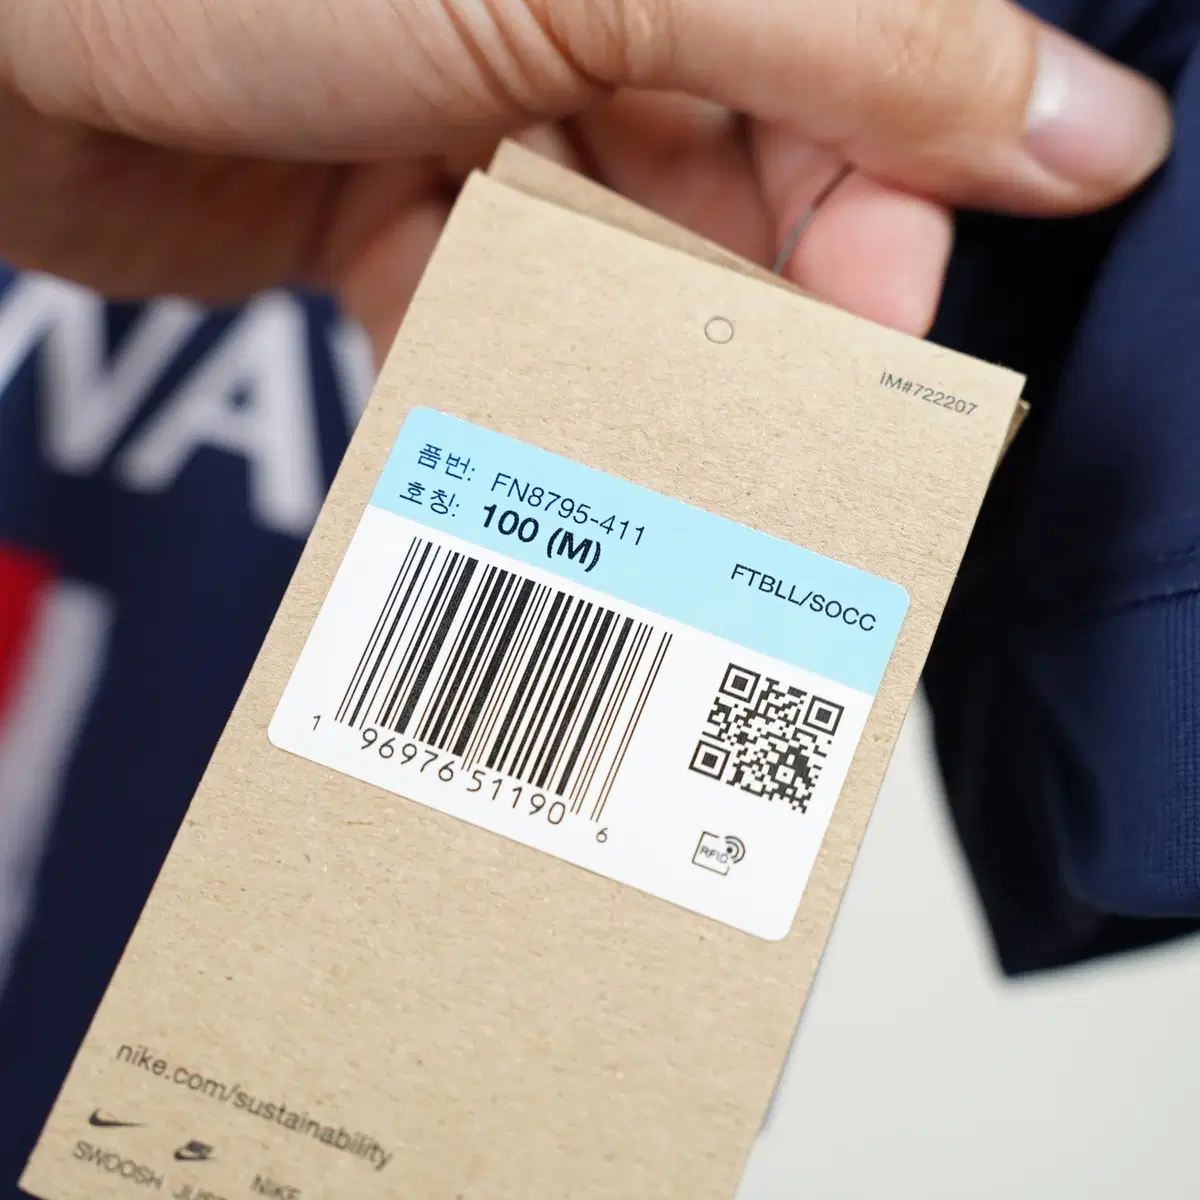 IM#722207
품번: FN8795-411
호칭: 100 (M)
FTBLL/SOCC
1 96976 51190 6
RFID
nike.com/sustainability
SWOOSH
NIKE